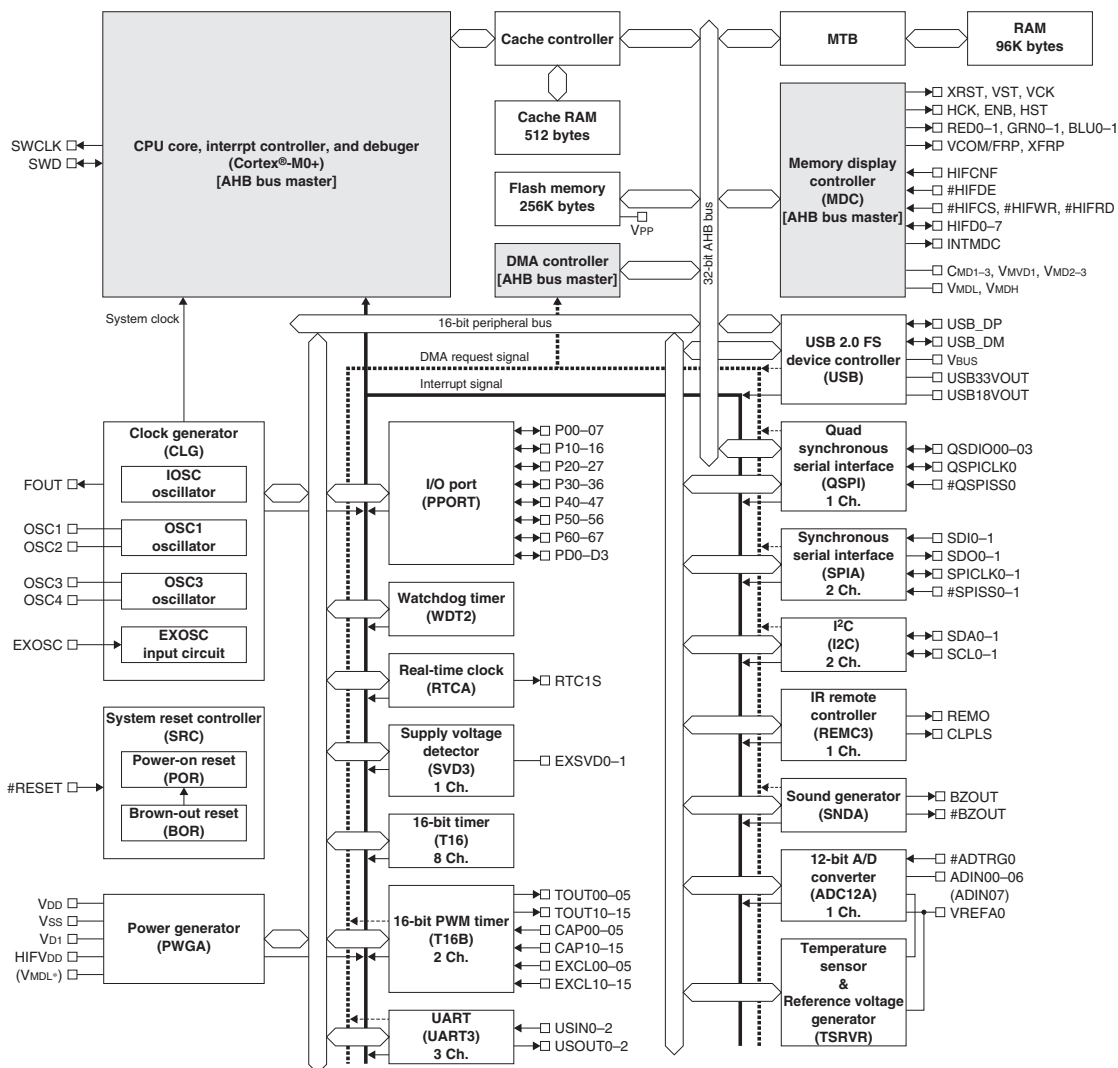 CPU core, interrpt controller, and debuger
(Cortex®-M0+)
[AHB bus master]
SWCLK
SWD
Cache controller
Cache RAM
512 bytes
Flash memory
256K bytes
VPP
DMA controller
[AHB bus master]
32-bit AHB bus
MTB
RAM
96K bytes
Memory display
controller
(MDC)
[AHB bus master]
XRST, VST, VCK
HCK, ENB, HST
RED0–1, GRN0–1, BLU0–1
VCOM/FRP, XFRP
HIFCNF
#HIFDE
#HIFCS, #HIFWR, #HIFRD
HIFD0–7
INTMDC
CMD1–3, VMVD1, VMD2–3
VMDL, VMDH
System clock
16-bit peripheral bus
DMA request signal
Interrupt signal
USB 2.0 FS
device controller
(USB)
USB_DP
USB_DM
VBUS
USB33VOUT
USB18VOUT
Clock generator
(CLG)
IOSC
oscillator
OSC1
oscillator
OSC3
oscillator
EXOSC
input circuit
FOUT
OSC1
OSC2
OSC3
OSC4
EXOSC
I/O port
(PPORT)
P00–07
P10–16
P20–27
P30–36
P40–47
P50–56
P60–67
PD0–D3
Quad
synchronous
serial interface
(QSPI)
1 Ch.
QSDIO00–03
QSPICLK0
#QSPISS0
Synchronous
serial interface
(SPIA)
2 Ch.
SDI0–1
SDO0–1
SPICLK0–1
#SPISS0–1
Watchdog timer
(WDT2)
I²C
(I2C)
2 Ch.
SDA0–1
SCL0–1
Real-time clock
(RTCA)
RTC1S
IR remote
controller
(REMC3)
1 Ch.
REMO
CLPLS
System reset controller
(SRC)
Power-on reset
(POR)
Brown-out reset
(BOR)
#RESET
Supply voltage
detector
(SVD3)
1 Ch.
EXSVD0–1
Sound generator
(SNDA)
BZOUT
#BZOUT
16-bit timer
(T16)
8 Ch.
12-bit A/D
converter
(ADC12A)
1 Ch.
#ADTRG0
ADIN00–06
(ADIN07)
VREFA0
Power generator
(PWGA)
VDD
VSS
VD1
HIFVDD
(VMDL*)
16-bit PWM timer
(T16B)
2 Ch.
TOUT00–05
TOUT10–15
CAP00–05
CAP10–15
EXCL00–05
EXCL10–15
Temperature
sensor
&
Reference voltage
generator
(TSRVR)
UART
(UART3)
3 Ch.
USIN0–2
USOUT0–2